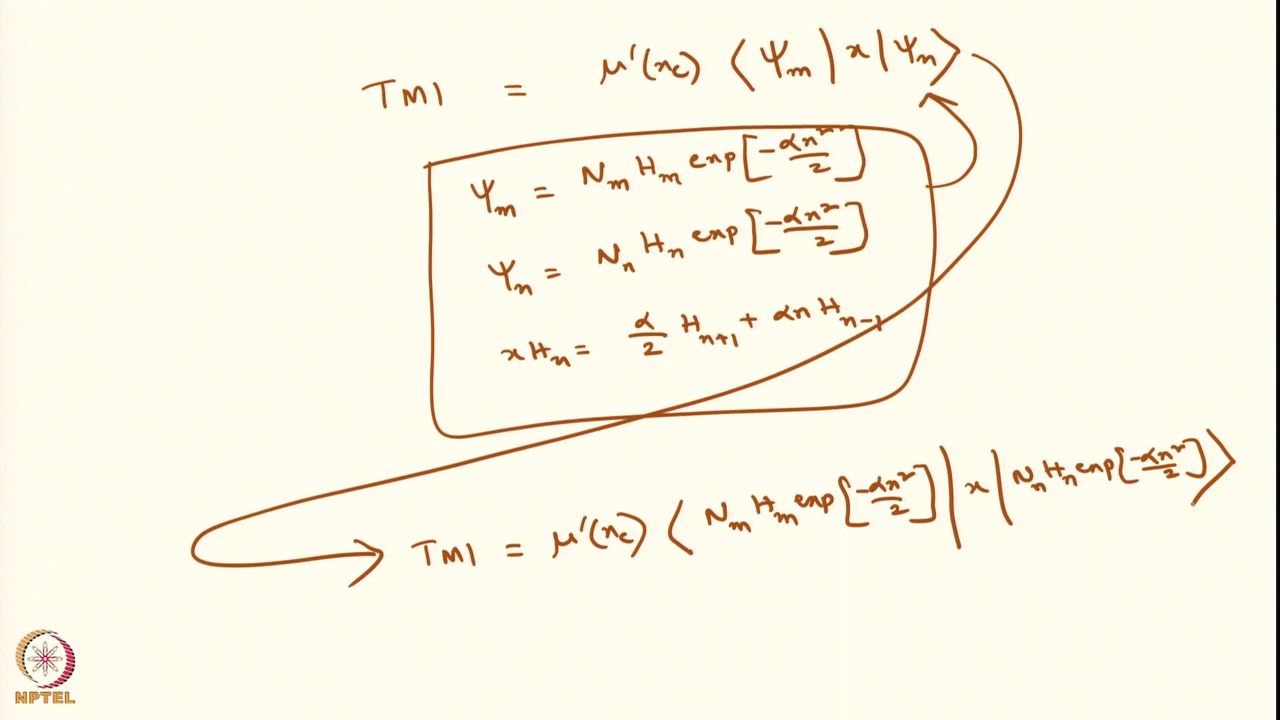 TMI = μ'(x_c) ⟨Ψ_m|x|Ψ_n⟩
Ψ_m = N_m H_m exp[-αx²/2]
Ψ_n = N_n H_n exp[-αx²/2]
xH_n = α/2 H_{n+1} + αn H_{n-1}
TMI = μ'(x_c) ⟨N_m H_m exp[-αx²/2]|x|N_n H_n exp[-αx²/2]⟩
NPTEL